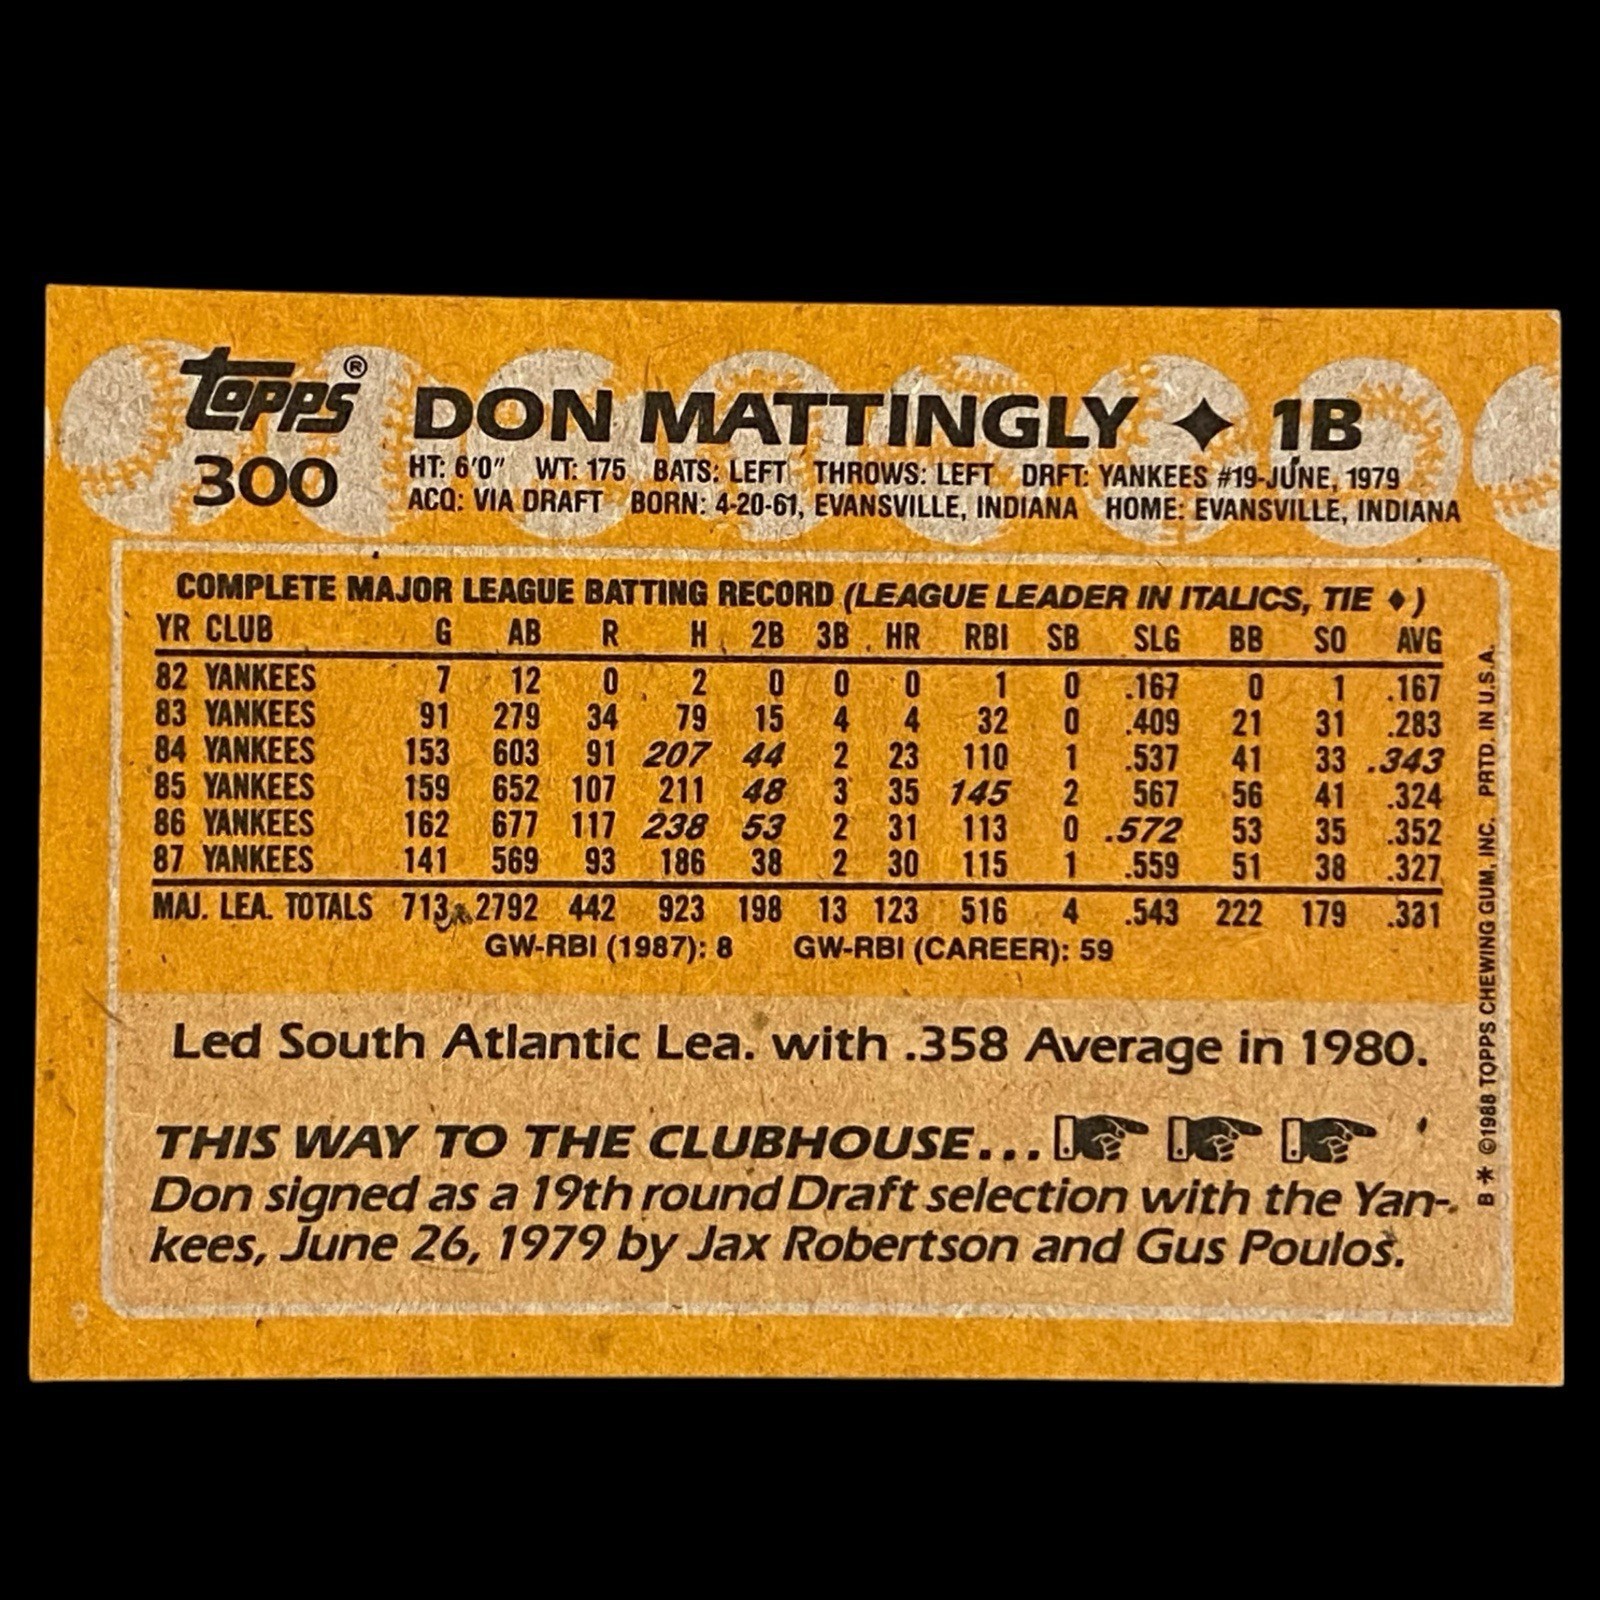 Topps®
300
DON MATTINGLY ✦ 1B
HT: 6'0" WT: 175 BATS: LEFT THROWS: LEFT DRFT: YANKEES #19-JUNE, 1979
ACQ: VIA DRAFT BORN: 4-20-61, EVANSVILLE, INDIANA HOME: EVANSVILLE, INDIANA
COMPLETE MAJOR LEAGUE BATTING RECORD (LEAGUE LEADER IN ITALICS, TIE ♦)
YR CLUB G AB R H 2B 3B HR RBI SB SLG BB SO AVG
82 YANKEES 7 12 0 2 0 0 0 1 0 .167 0 1 .167
83 YANKEES 91 279 34 79 15 4 4 32 0 .409 21 31 .283
84 YANKEES 153 603 91 207 44 2 23 110 1 .537 41 33 .343
85 YANKEES 159 652 107 211 48 3 35 145 2 .567 56 41 .324
86 YANKEES 162 677 117 238 53 2 31 113 0 .572 53 35 .352
87 YANKEES 141 569 93 186 38 2 30 115 1 .559 51 38 .327
MAJ. LEA. TOTALS 713 2792 442 923 198 13 123 516 4 .543 222 179 .331
GW-RBI (1987): 8 GW-RBI (CAREER): 59
Led South Atlantic Lea. with .358 Average in 1980.
THIS WAY TO THE CLUBHOUSE...
Don signed as a 19th round Draft selection with the Yan-
kees, June 26, 1979 by Jax Robertson and Gus Poulos.
B* ©1988 TOPPS CHEWING GUM, INC. PRTD. IN U.S.A.